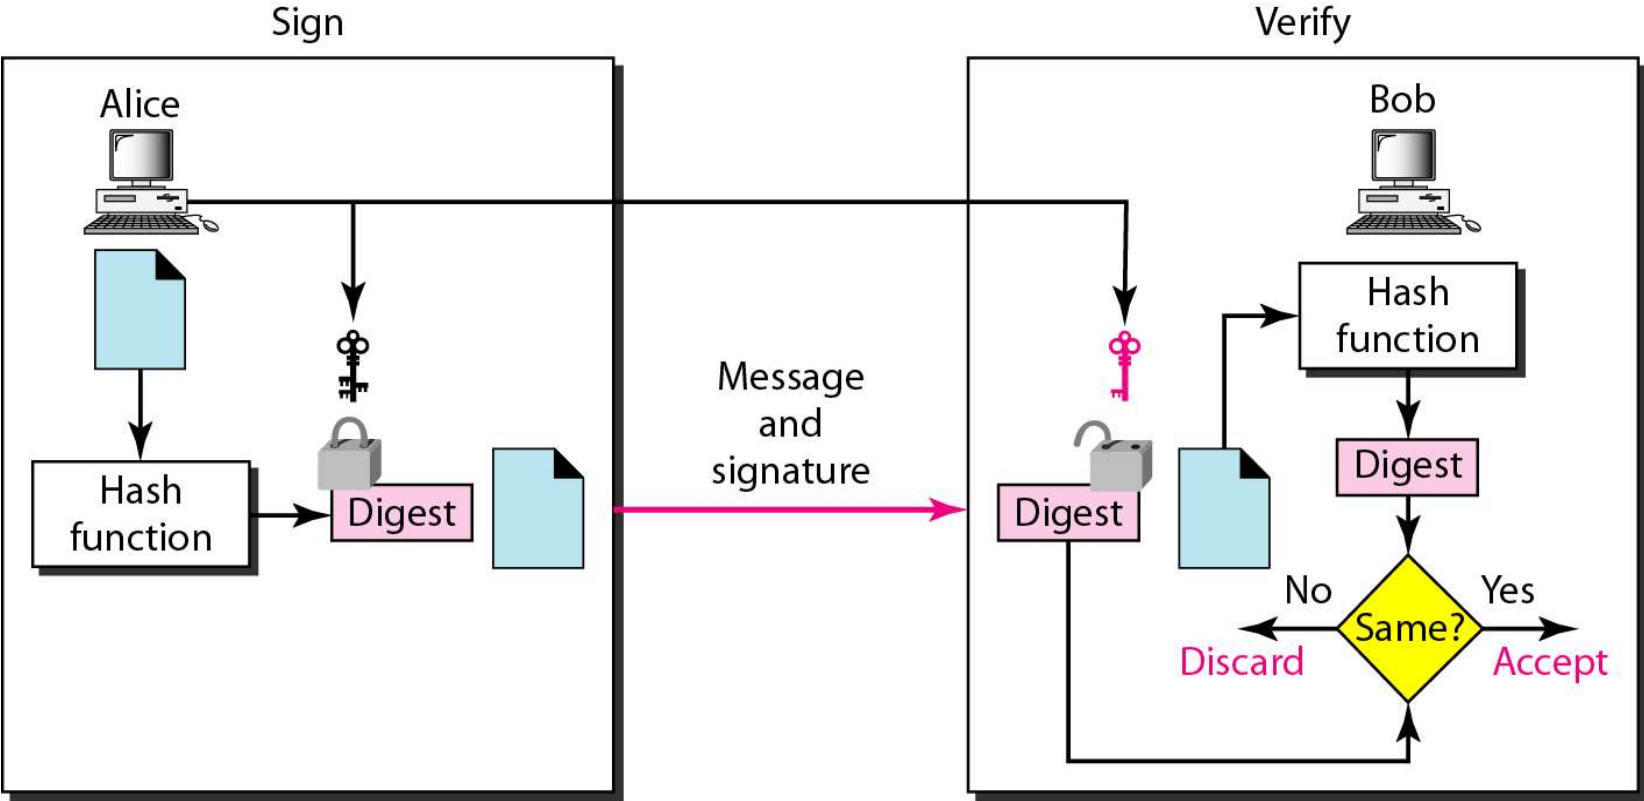 Sign
Alice
Hash
function
Digest
Message
and
signature
Verify
Bob
Hash
function
Digest
Digest
No
Yes
Same?
Discard
Accept